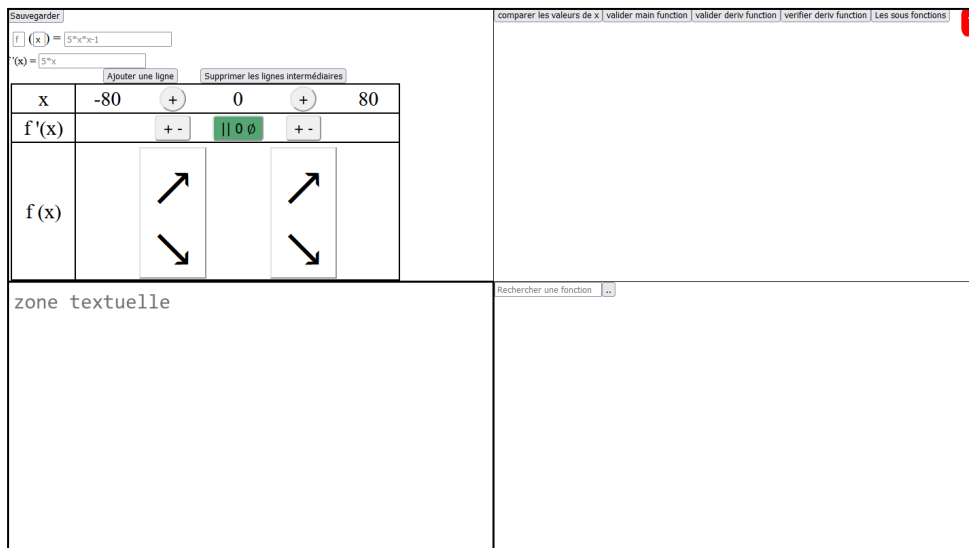 Sauvegarder
f (x) = 5*x*x-1
'(x) = 5*x
Ajouter une ligne Supprimer les lignes intermédiaires
x -80 + 0 + 80
f '(x) + - || 0 ∅ + -
f (x) ↗ ↗
↘ ↘
zone textuelle
comparer les valeurs de x valider main function valider deriv function verifier deriv function Les sous fonctions
Rechercher une fonction ..